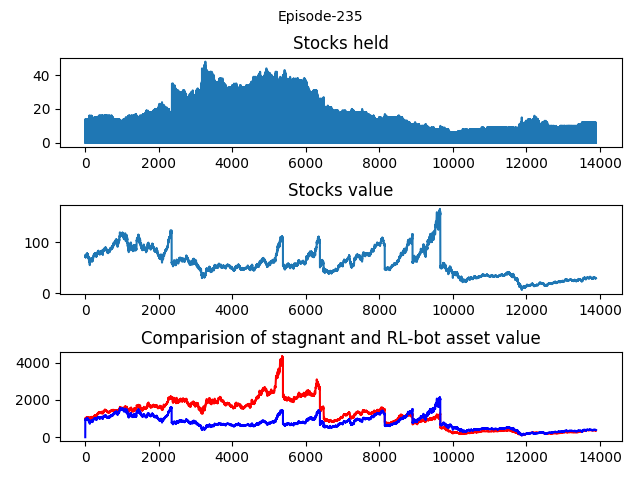 Episode-235
Stocks held
40
20
0
0 2000 4000 6000 8000 10000 12000 14000
Stocks value
100
0
0 2000 4000 6000 8000 10000 12000 14000
Comparision of stagnant and RL-bot asset value
4000
2000
0
0 2000 4000 6000 8000 10000 12000 14000